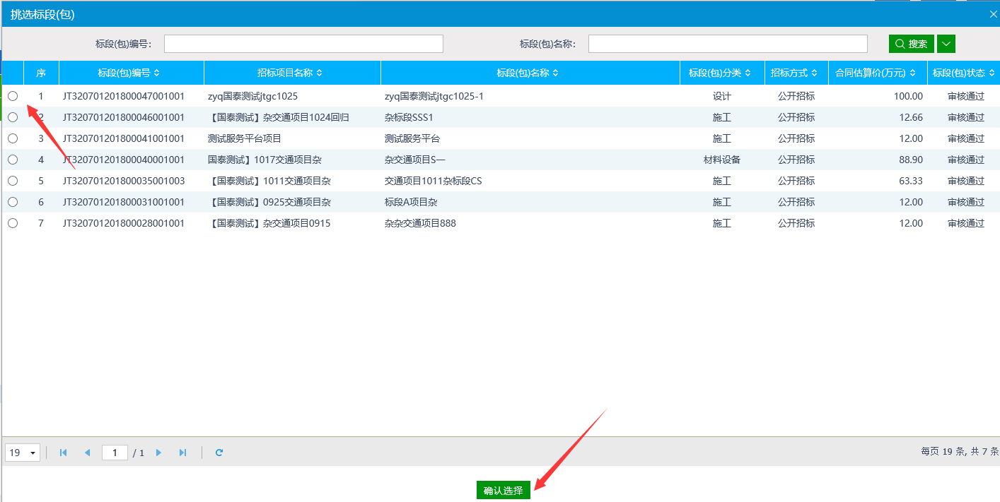 挑选标段(包)
标段(包)编号: 标段(包)名称: 搜索
序 标段(包)编号 招标项目名称 标段(包)名称 标段(包)分类 招标方式 合同估算价(万元) 标段(包)状态
1 JT320701201800047001001 zyq国泰测试jtgc1025 zyq国泰测试jtgc1025-1 设计 公开招标 100.00 审核通过
2 JT320701201800046001001 【国泰测试】杂交通项目1024回归 杂标段SSS1 施工 公开招标 12.66 审核通过
3 JT320701201800041001001 测试服务平台项目 测试服务平台 施工 公开招标 12.00 审核通过
4 JT320701201800040001001 国泰测试】1017交通项目杂 杂交通项目S一 材料设备 公开招标 88.90 审核通过
5 JT320701201800035001003 【国泰测试】1011交通项目杂 交通项目1011杂标段CS 施工 公开招标 63.33 审核通过
6 JT320701201800031001001 【国泰测试】0925交通项目杂 标段A项目杂 施工 公开招标 12.00 审核通过
7 JT320701201800028001001 【国泰测试】杂交通项目0915 杂杂交通项目888 施工 公开招标 12.00 审核通过
19 1 / 1 每页 19 条, 共 7 条
确认选择